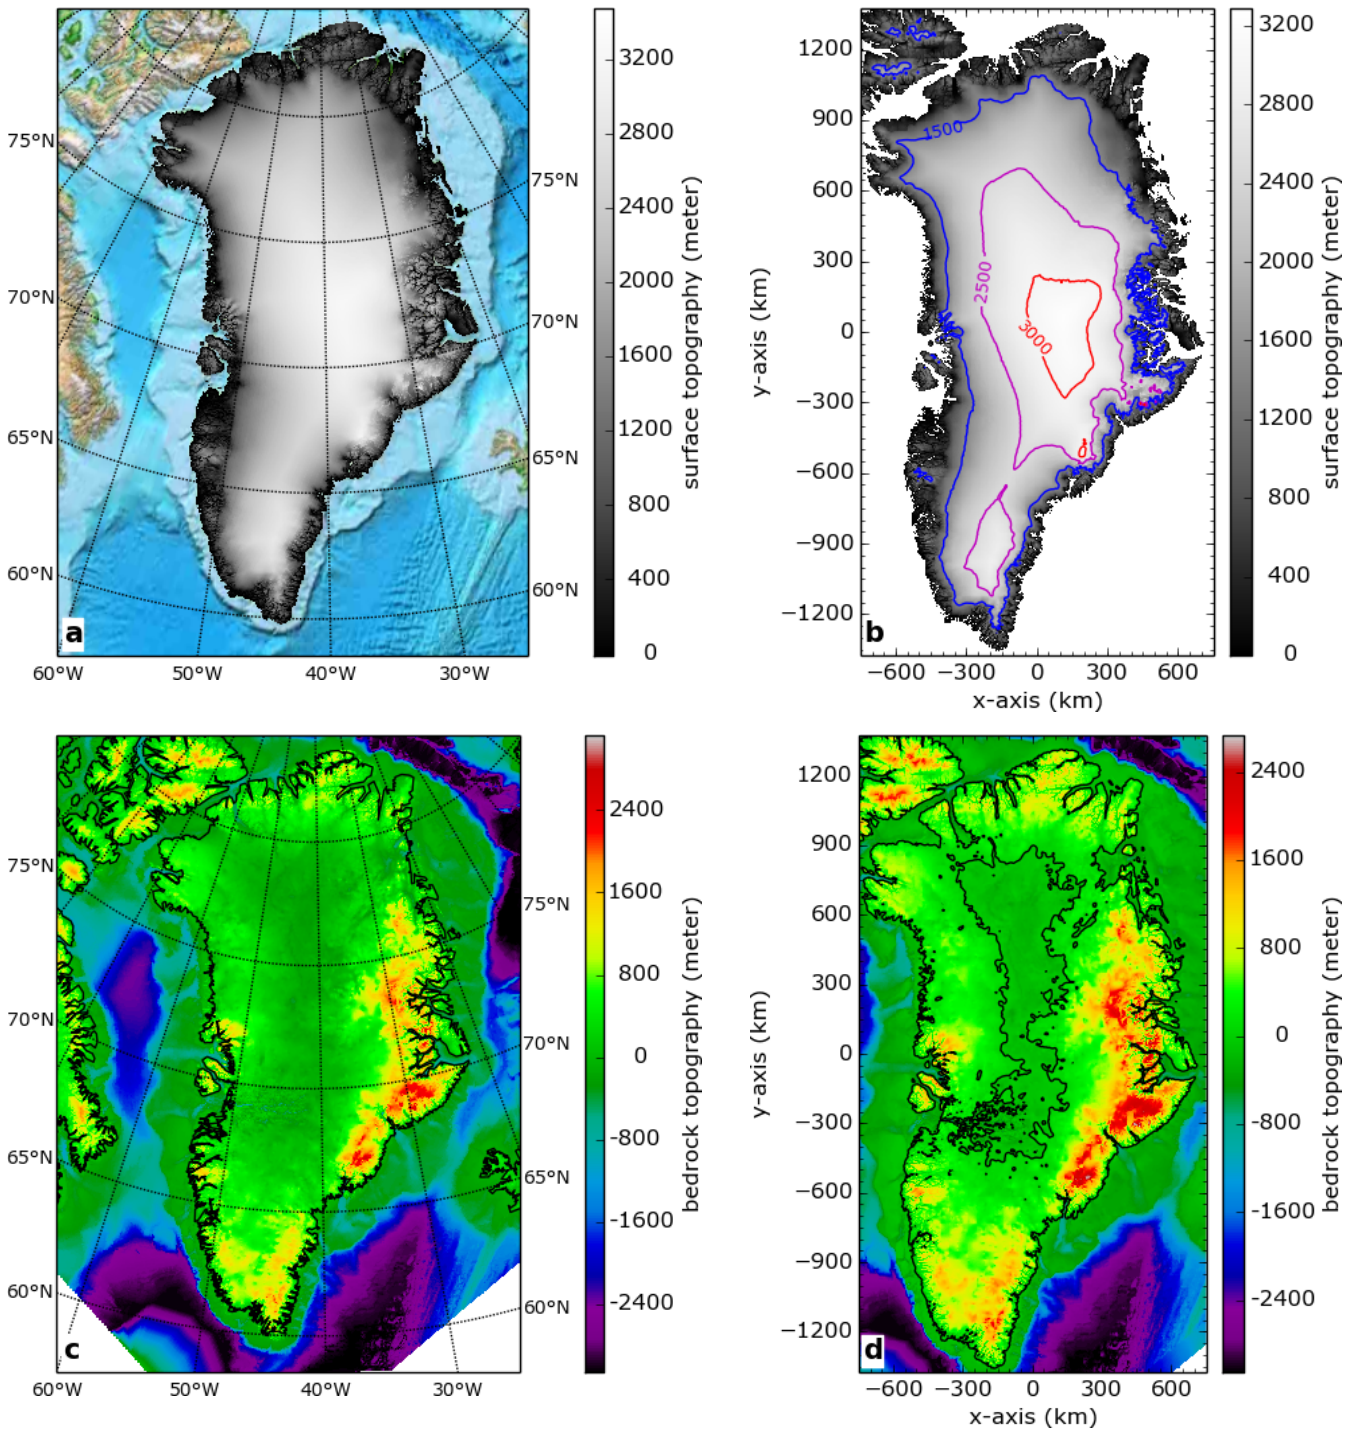 75°N
70°N
65°N
60°N
60°W
50°W
40°W
30°W
75°N
70°N
65°N
60°N
a
3200
2800
2400
2000
1600
1200
800
400
0
surface topography (meter)
1200
900
600
300
0
−300
−600
−900
−1200
y-axis (km)
−600
−300
0
300
600
x-axis (km)
1500
2500
3000
b
3200
2800
2400
2000
1600
1200
800
400
0
surface topography (meter)
75°N
70°N
65°N
60°N
60°W
50°W
40°W
30°W
75°N
70°N
65°N
60°N
c
2400
1600
800
0
-800
-1600
-2400
bedrock topography (meter)
1200
900
600
300
0
−300
−600
−900
−1200
y-axis (km)
−600
−300
0
300
600
x-axis (km)
d
2400
1600
800
0
-800
-1600
-2400
bedrock topography (meter)